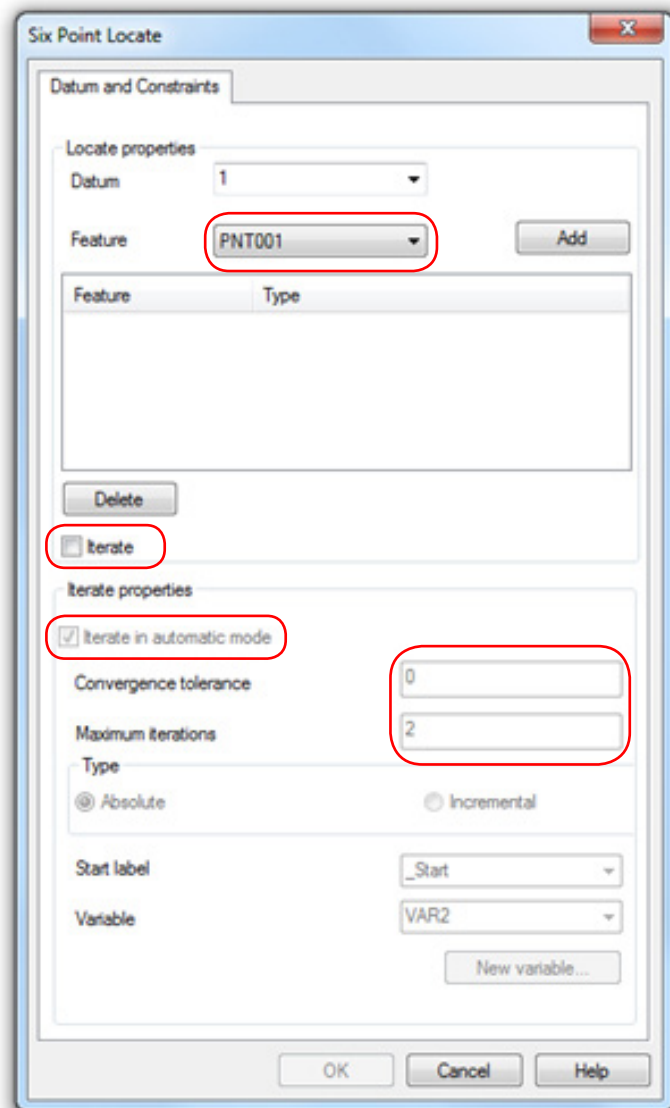 Six Point Locate
Datum and Constraints
Locate properties
Datum 1
Feature PNT001 Add
Feature Type
Delete
Iterate
Iterate properties
Iterate in automatic mode
Convergence tolerance 0
Maximum iterations 2
Type
Absolute Incremental
Start label _Start
Variable VAR2
New variable...
OK Cancel Help